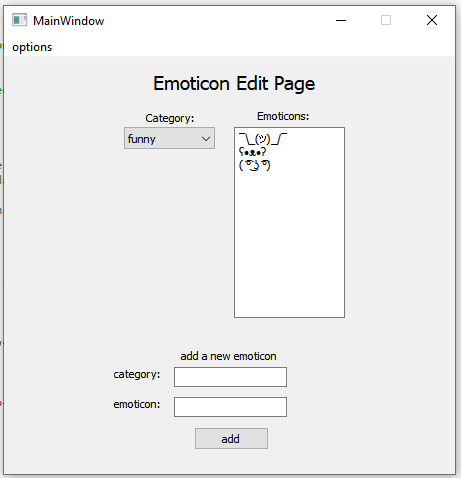 MainWindow
options
Emoticon Edit Page
Category:
Emoticons:
funny
¯\_(ツ)_/¯
ʕ•ᴥ•ʔ
( ͡° ͜ʖ ͡°)
add a new emoticon
category:
emoticon:
add